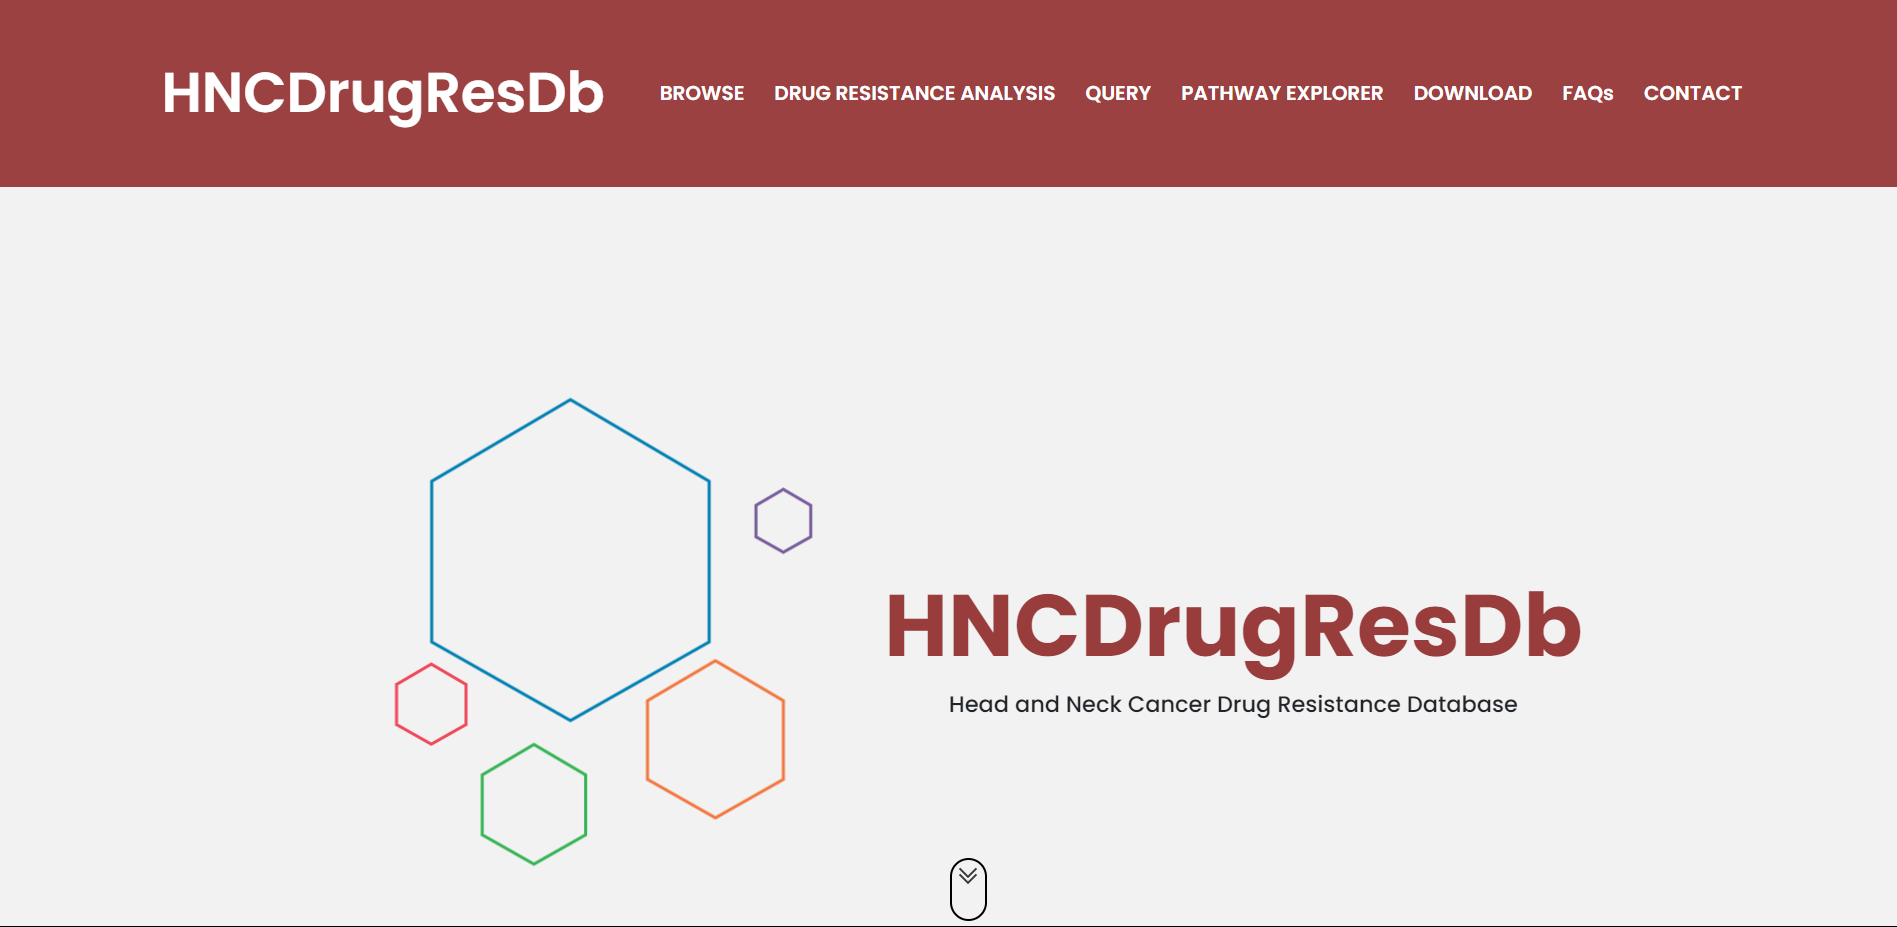 HNCDrugResDb BROWSE DRUG RESISTANCE ANALYSIS QUERY PATHWAY EXPLORER DOWNLOAD FAQs CONTACT
HNCDrugResDb
Head and Neck Cancer Drug Resistance Database